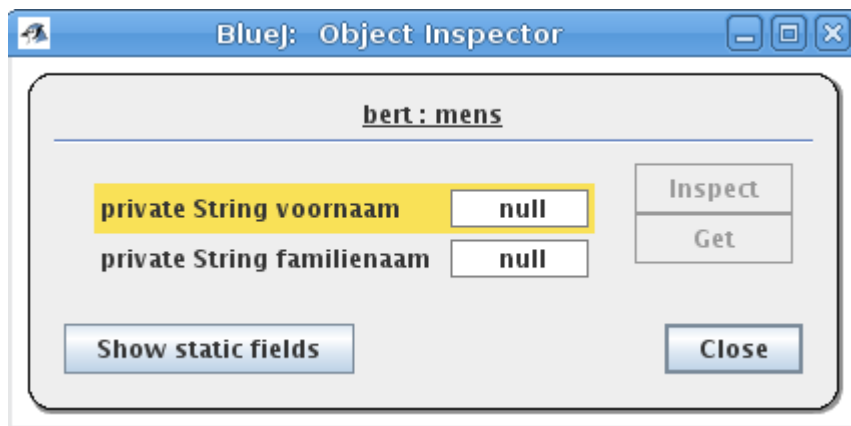 BlueJ: Object Inspector
bert : mens
private String voornaam null
Inspect
Get
private String familienaam null
Show static fields
Close